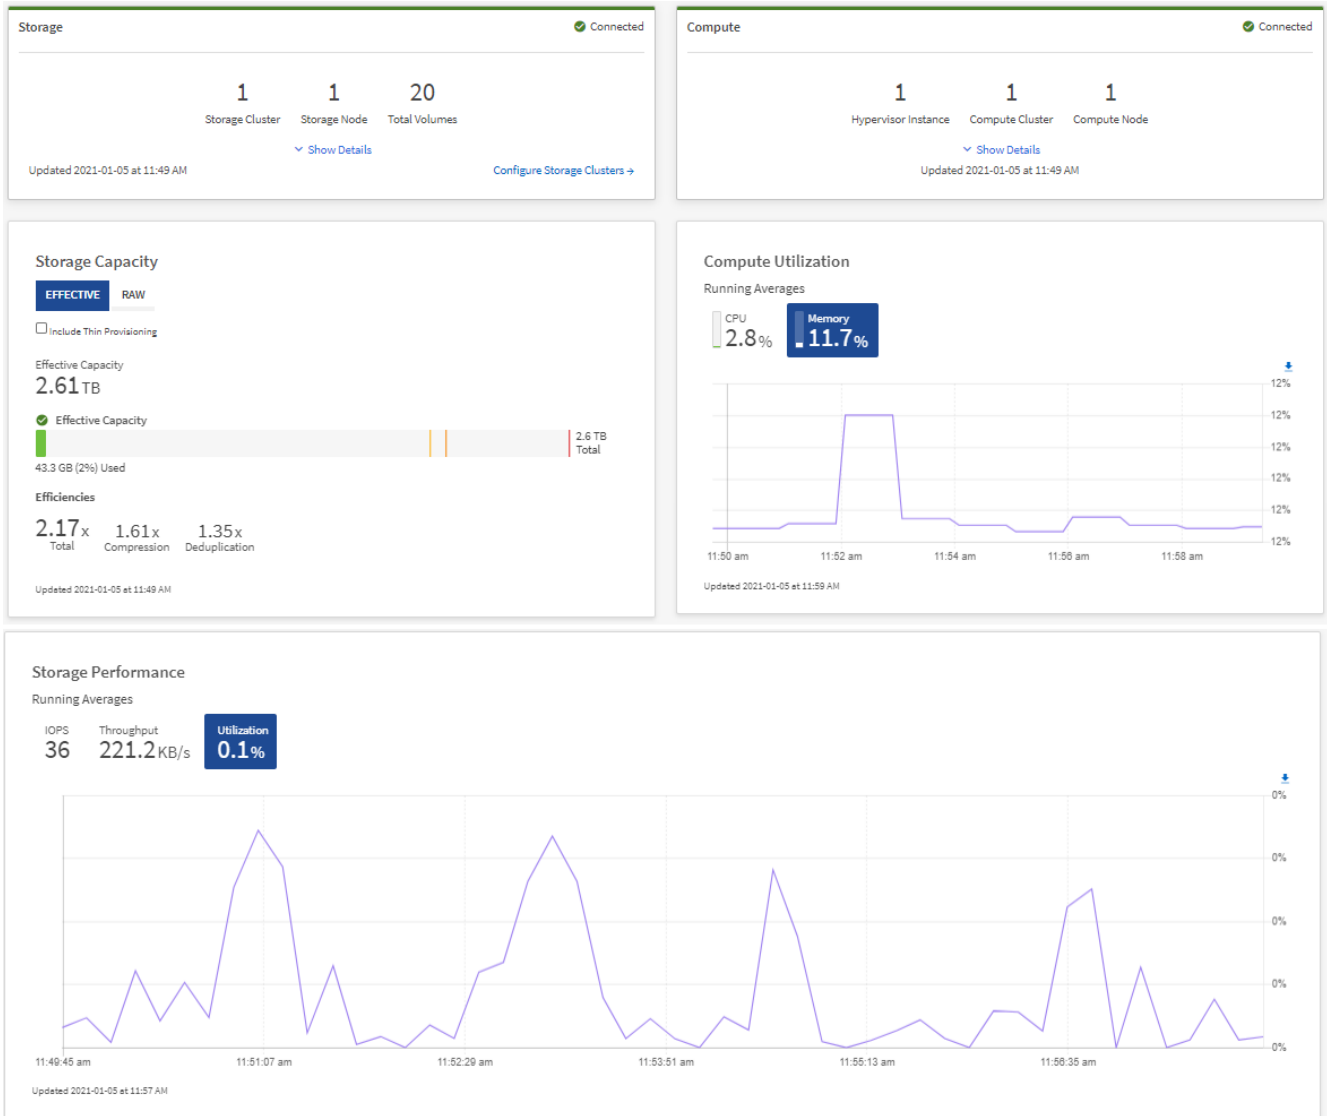 Storage
Connected
1 1 20
Storage Cluster Storage Node Total Volumes
Show Details
Updated 2021-01-05 at 11:49 AM
Configure Storage Clusters →
Compute
Connected
1 1 1
Hypervisor Instance Compute Cluster Compute Node
Show Details
Updated 2021-01-05 at 11:49 AM
Storage Capacity
EFFECTIVE RAW
Include Thin Provisioning
Effective Capacity
2.61 TB
Effective Capacity
2.6 TB
Total
43.3 GB (2%) Used
Efficiencies
2.17x 1.61x 1.35x
Total Compression Deduplication
Updated 2021-01-05 at 11:49 AM
Compute Utilization
Running Averages
CPU Memory
2.8% 11.7%
12%
12%
12%
12%
12%
12%
11:50 am 11:52 am 11:54 am 11:56 am 11:58 am
Updated 2021-01-05 at 11:59 AM
Storage Performance
Running Averages
IOPS Throughput Utilization
36 221.2 KB/s 0.1%
0%
0%
0%
0%
0%
11:49:45 am 11:51:07 am 11:52:29 am 11:53:51 am 11:55:13 am 11:56:35 am
Updated 2021-01-05 at 11:57 AM